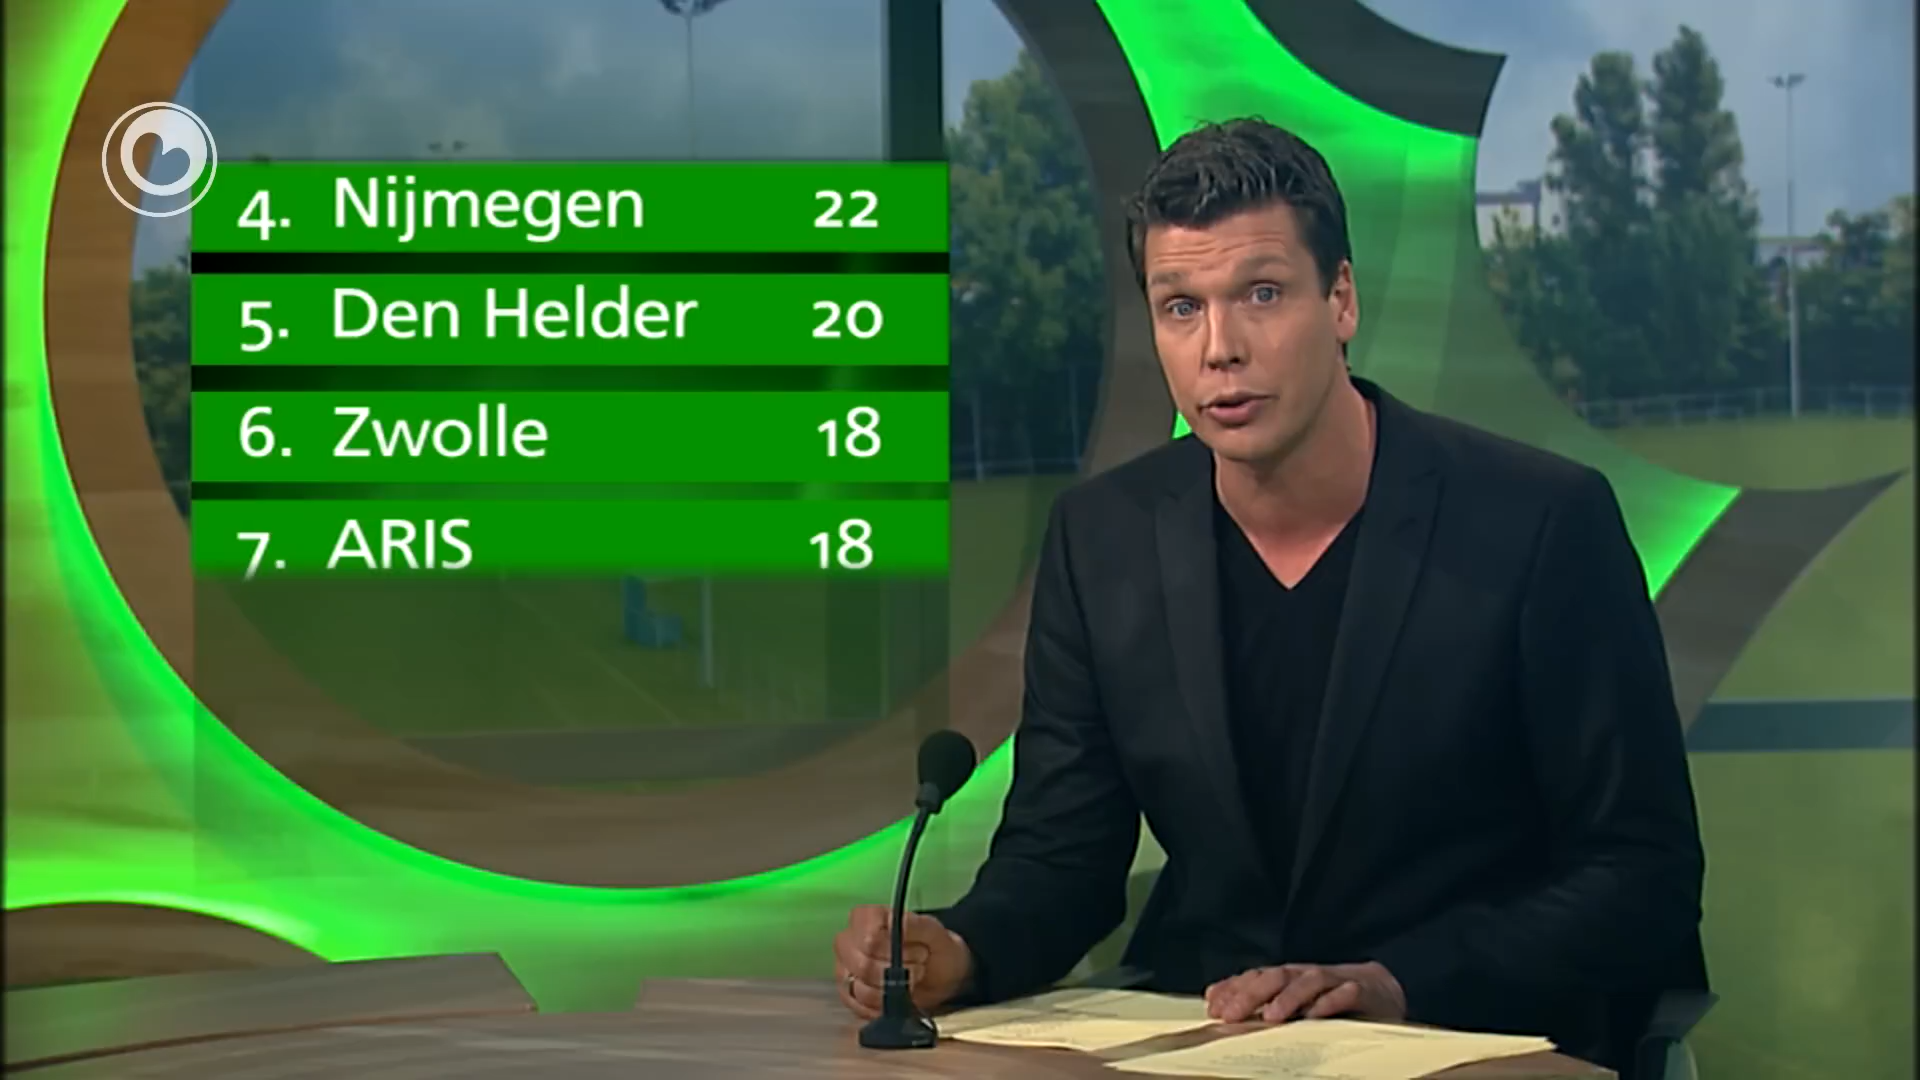 4. Nijmegen 22
5. Den Helder 20
6. Zwolle 18
7. ARIS 18